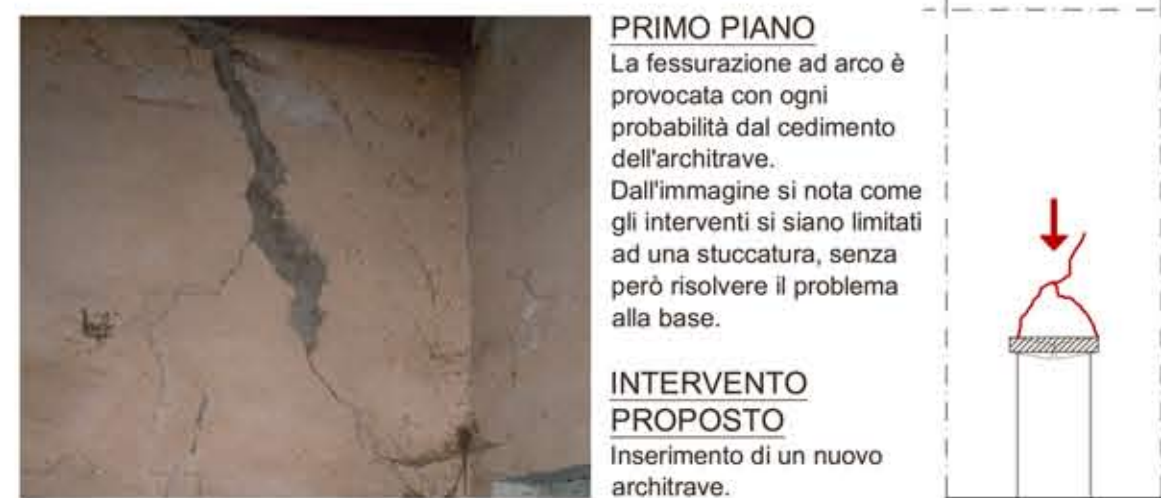 PRIMO PIANO
La fessurazione ad arco è
provocata con ogni
probabilità dal cedimento
dell'architrave.
Dall'immagine si nota come
gli interventi si siano limitati
ad una stuccatura, senza
però risolvere il problema
alla base.
INTERVENTO
PROPOSTO
Inserimento di un nuovo
architrave.